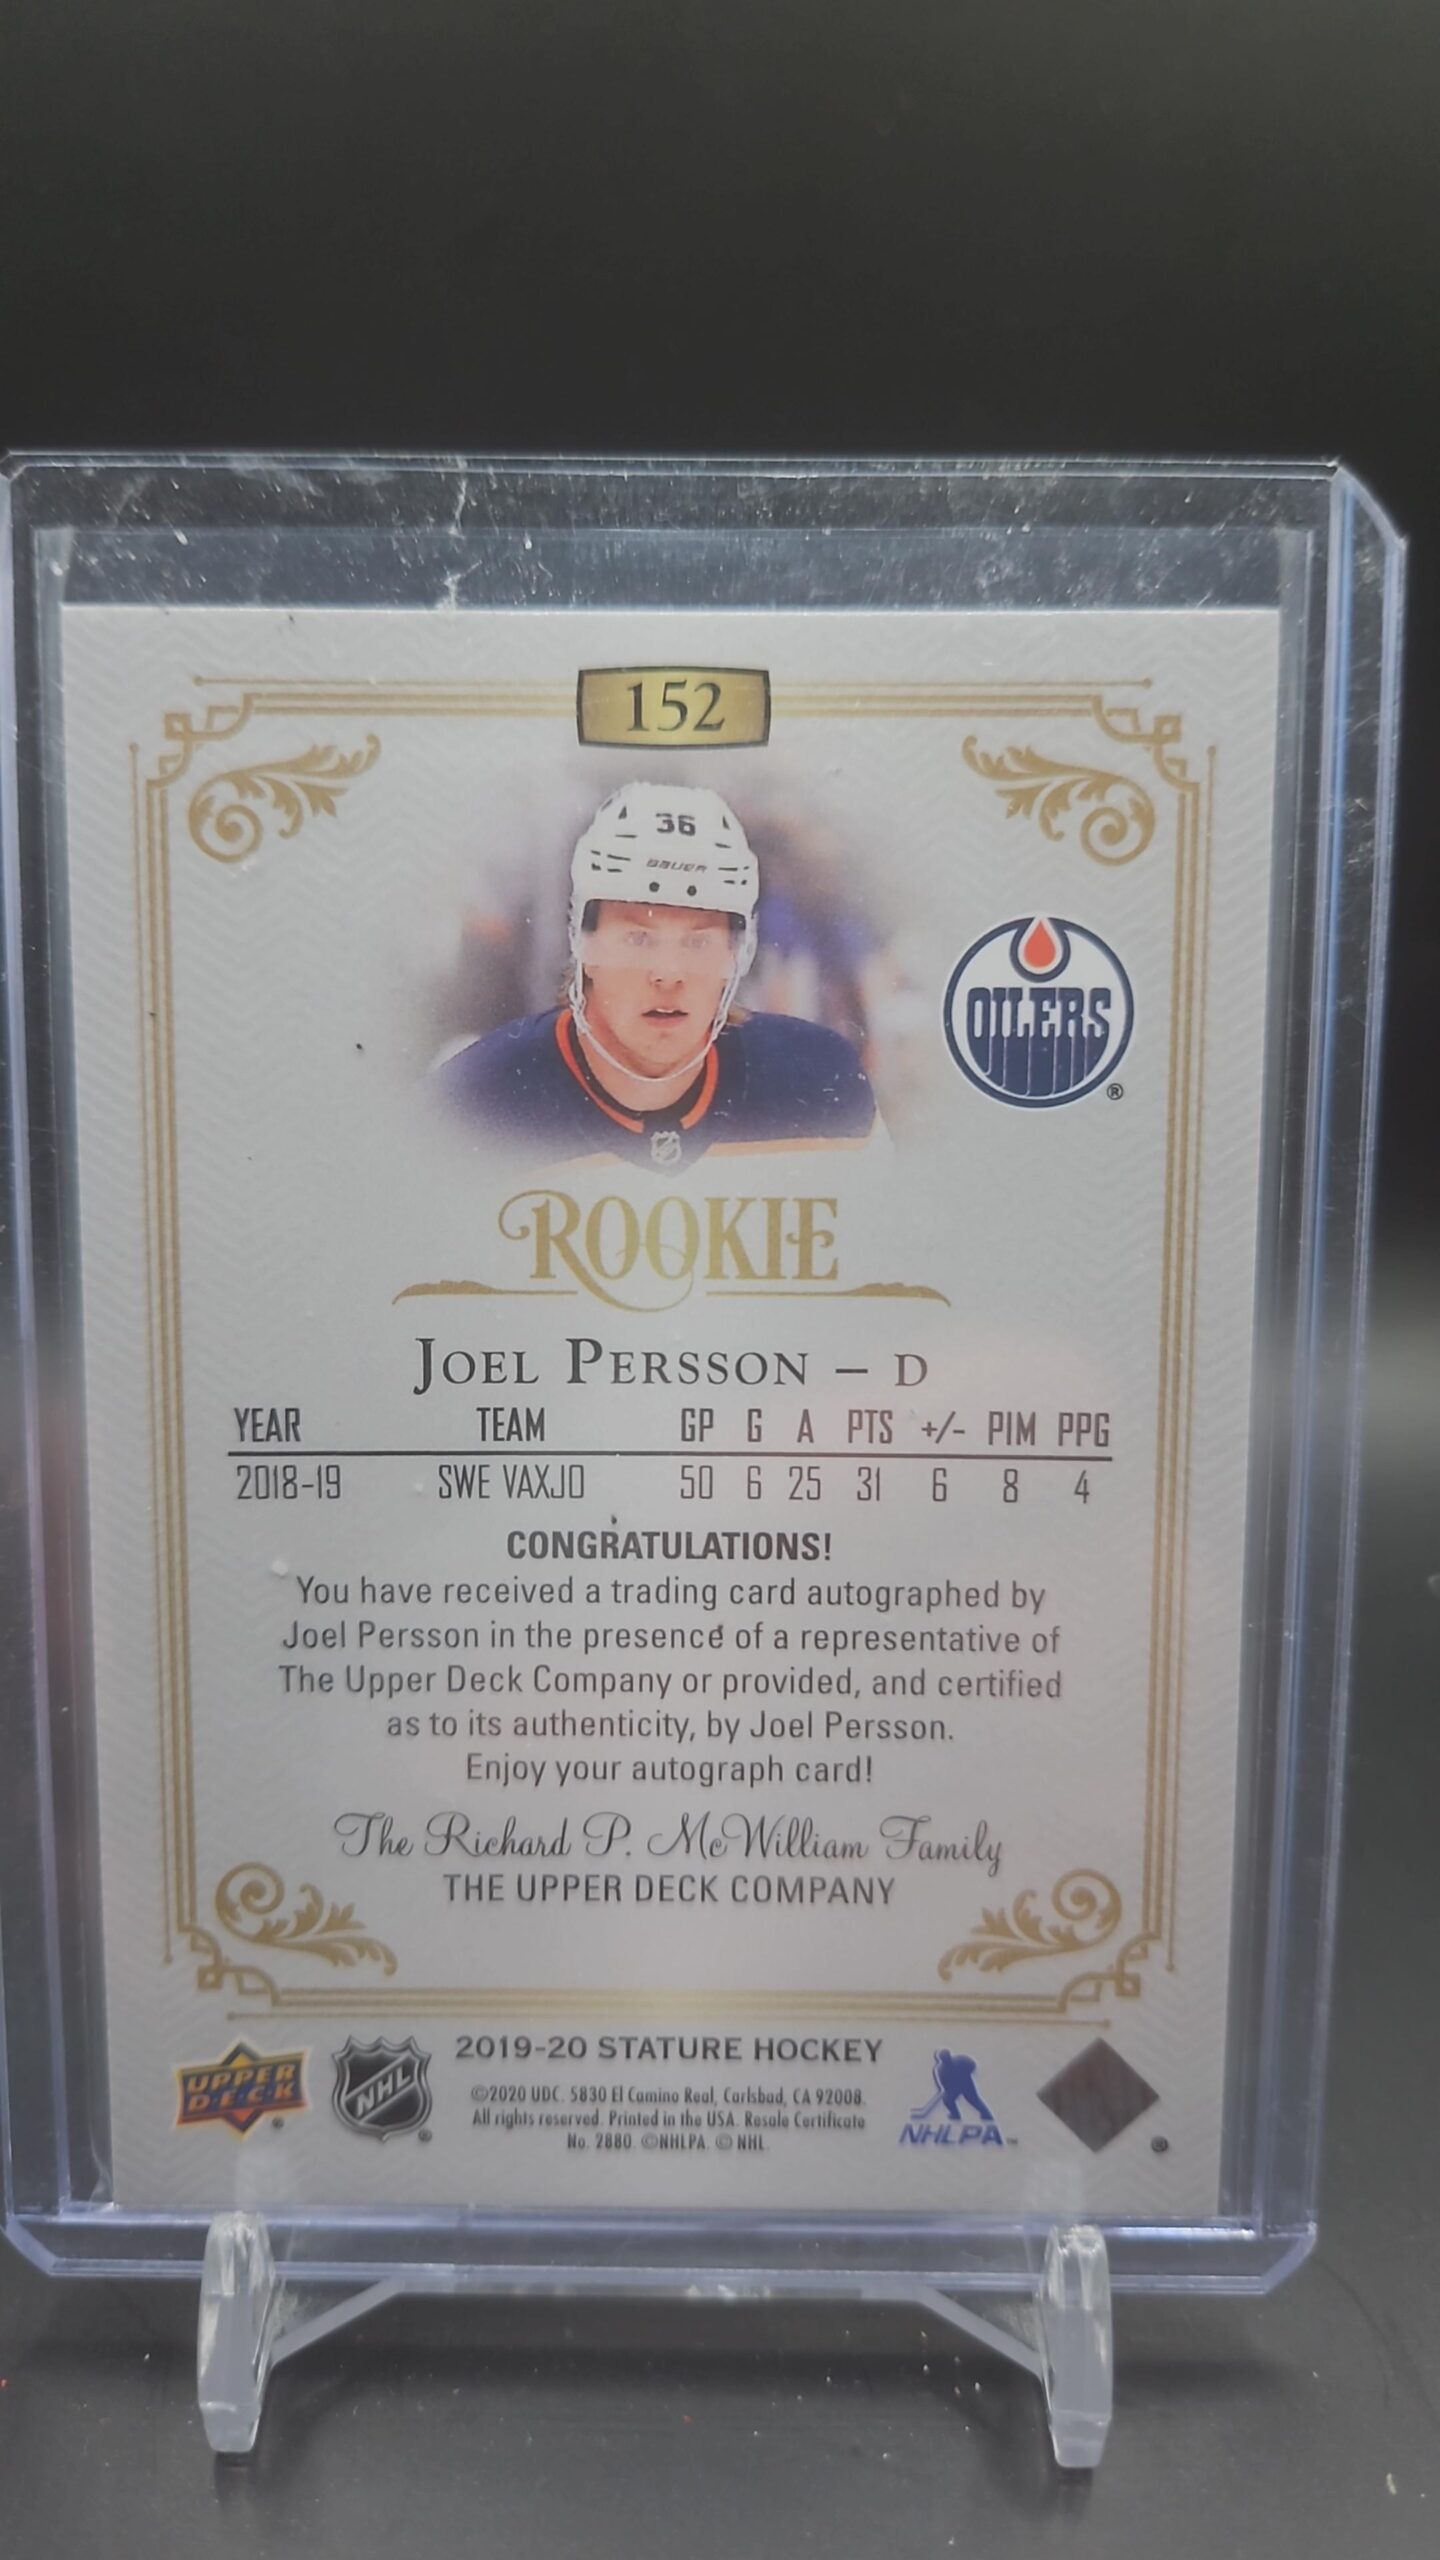 152
36
BAUER
OILERS
®
ROOKIE
JOEL PERSSON – D
YEAR TEAM GP G A PTS +/- PIM PPG
2018-19 SWE VAXJO 50 6 25 31 6 8 4
CONGRATULATIONS!
You have received a trading card autographed by
Joel Persson in the presence of a representative of
The Upper Deck Company or provided, and certified
as to its authenticity, by Joel Persson.
Enjoy your autograph card!
The Richard P. McWilliam Family
THE UPPER DECK COMPANY
UPPER
DECK
NHL
2019-20 STATURE HOCKEY
©2020 UDC. 5830 El Camino Real, Carlsbad, CA 92008.
All rights reserved. Printed in the USA. Resale Certificate
No. 2880. ©NHLPA. © NHL.
NHLPA™